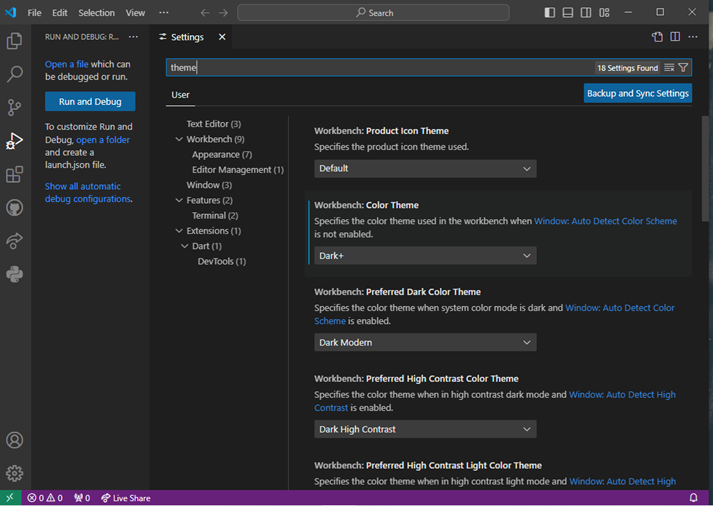 File Edit Selection View ··· Search
RUN AND DEBUG: R... ···
Open a file which can
be debugged or run.
Run and Debug
To customize Run and
Debug, open a folder
and create a
launch.json file.
Show all automatic
debug configurations.
Settings
theme
18 Settings Found
User
Backup and Sync Settings
Text Editor (3)
Workbench (9)
Appearance (7)
Editor Management (1)
Window (3)
Features (2)
Terminal (2)
Extensions (1)
Dart (1)
DevTools (1)
Workbench: Product Icon Theme
Specifies the product icon theme used.
Default
Workbench: Color Theme
Specifies the color theme used in the workbench when Window: Auto Detect Color Scheme
is not enabled.
Dark+
Workbench: Preferred Dark Color Theme
Specifies the color theme when system color mode is dark and Window: Auto Detect Color
Scheme is enabled.
Dark Modern
Workbench: Preferred High Contrast Color Theme
Specifies the color theme when in high contrast dark mode and Window: Auto Detect High
Contrast is enabled.
Dark High Contrast
Workbench: Preferred High Contrast Light Color Theme
Specifies the color theme when in high contrast light mode and Window: Auto Detect High
0 0 0 Live Share